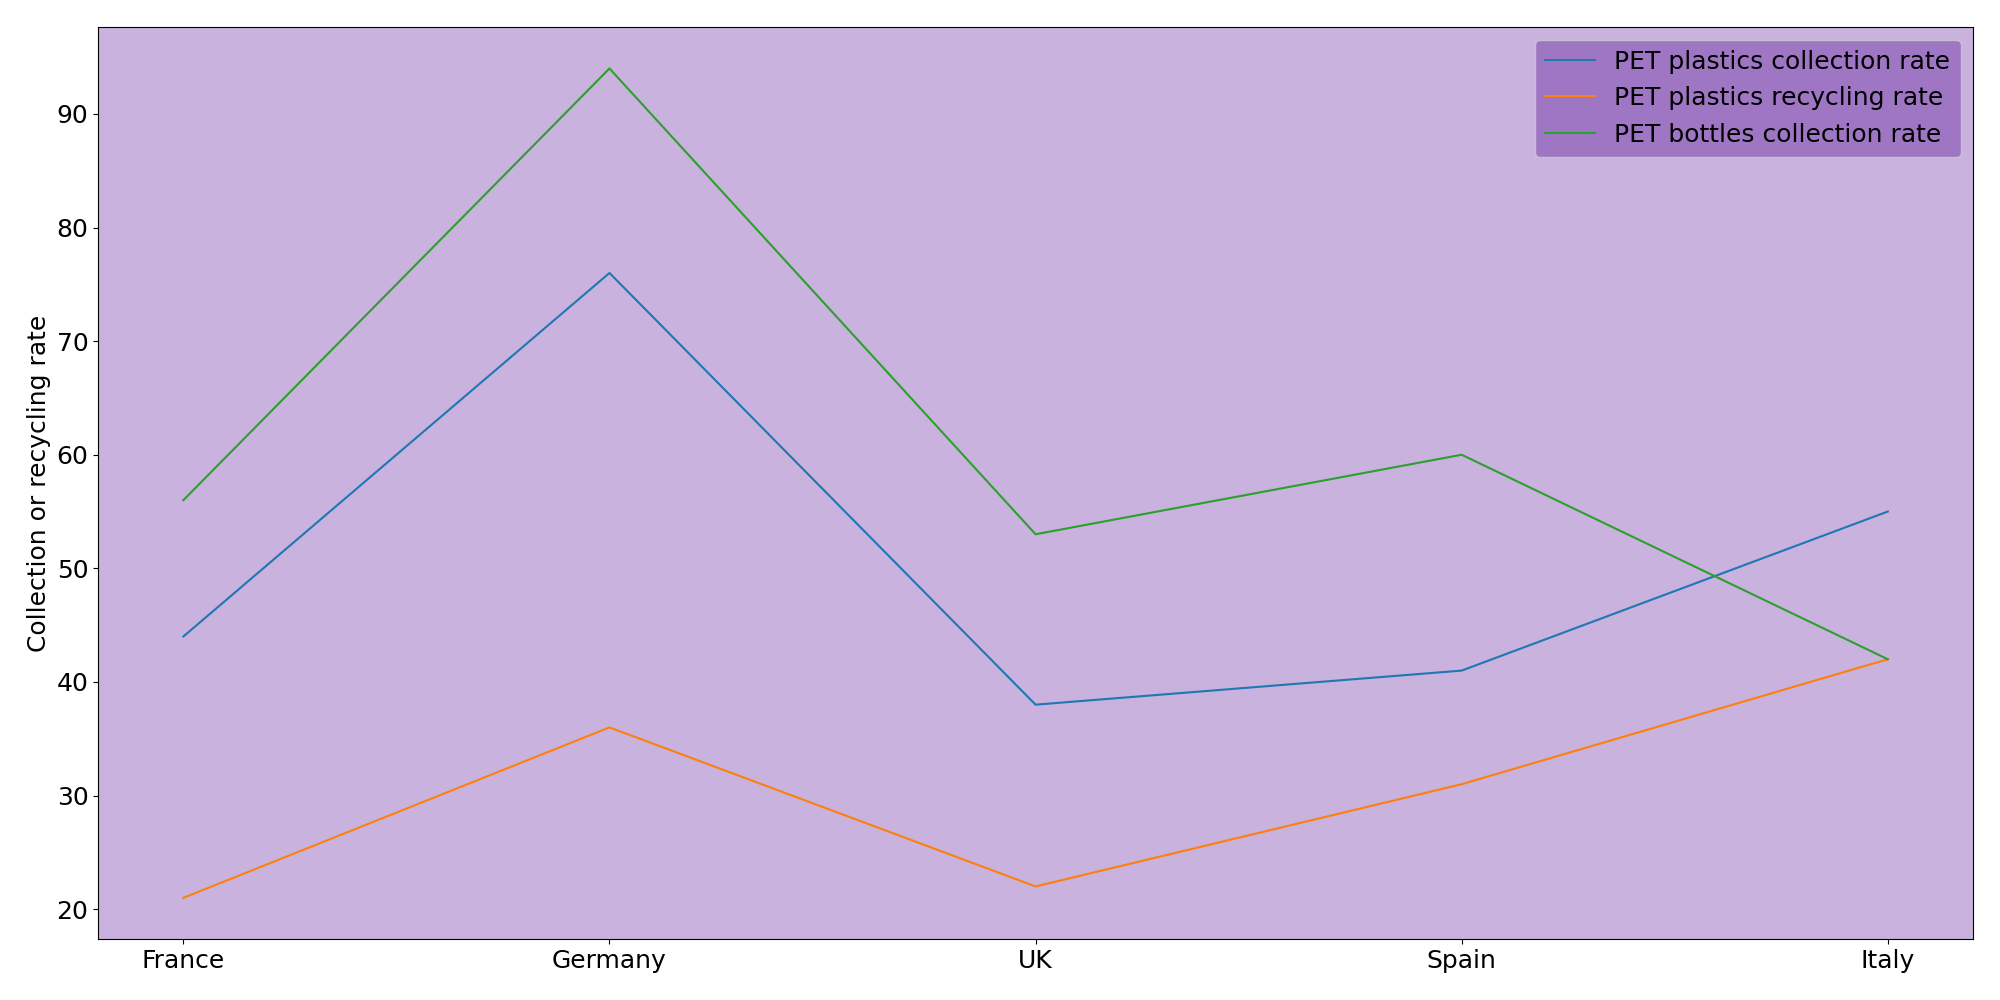 PET plastics collection rate
PET plastics recycling rate
PET bottles collection rate
Collection or recycling rate
90
80
70
60
50
40
30
20
France Germany UK Spain Italy